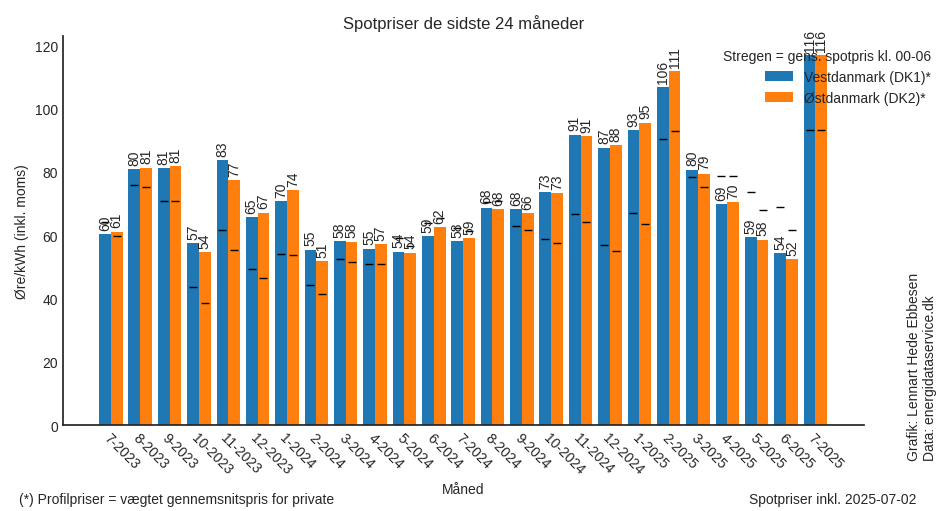 Spotpriser de sidste 24 måneder
Stregen = gens. spotpris kl. 00-06
Vestdanmark (DK1)*
Østdanmark (DK2)*
Øre/kWh (inkl. moms)
120
100
80
60
40
20
0
60 61 80 81 81 81 57 54 83 77 65 67 70 74 55 51 58 58 55 57 54 54 59 62 58 59 68 68 68 66 73 73 91 91 87 88 93 95 106 111 80 79 69 70 59 58 54 52 116 116
7-2023 8-2023 9-2023 10-2023 11-2023 12-2023 1-2024 2-2024 3-2024 4-2024 5-2024 6-2024 7-2024 8-2024 9-2024 10-2024 11-2024 12-2024 1-2025 2-2025 3-2025 4-2025 5-2025 6-2025 7-2025
Måned
Grafik: Lennart Hede Ebbesen
Data: energidataservice.dk
(*) Profilpriser = vægtet gennemsnitspris for private
Spotpriser inkl. 2025-07-02